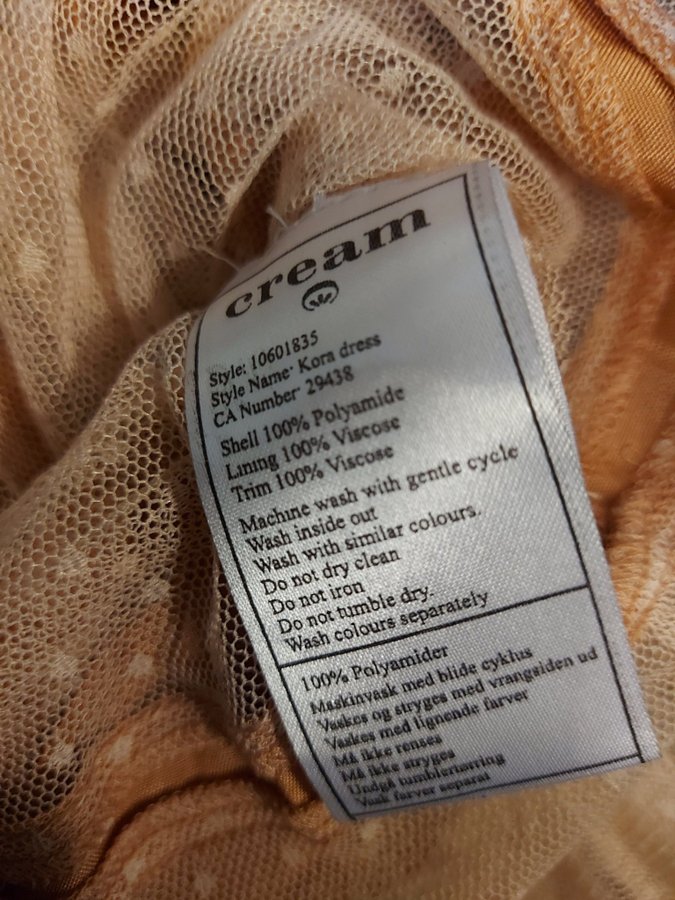 cream
Style: 10601835
Style Name: Kora dress
CA Number: 29438
Shell 100% Polyamide
Lining 100% Viscose
Trim 100% Viscose
Machine wash with gentle cycle
Wash inside out
Wash with similar colours.
Do not dry clean
Do not iron
Do not tumble dry.
Wash colours separately
100% Polyamider
Maskinvask med blide cyklus
Vaskes og stryges med vrangsiden ud
Vaskes med lignende farver
Må ikke renses
Må ikke stryges
Undgå tumblertørring
Vask farver separat